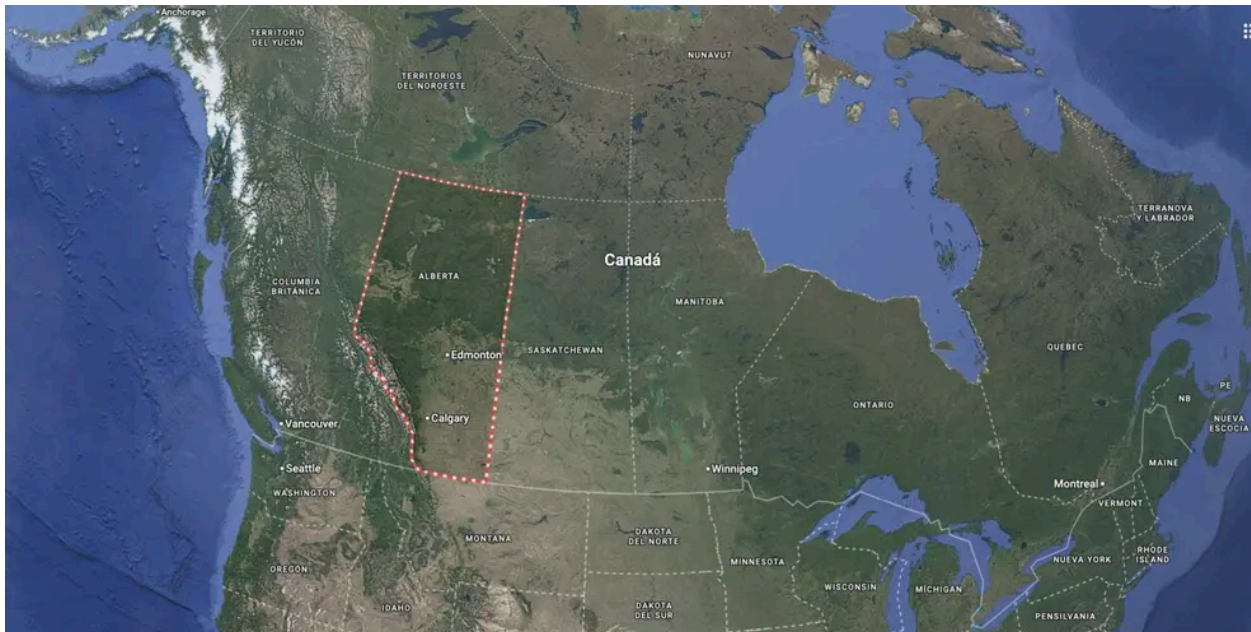 Anchorage
TERRITORIO
DEL YUCÓN
NUNAVUT
TERRITORIOS
DEL NOROESTE
TERRANOVA
Y LABRADOR
Canadá
ALBERTA
COLUMBIA
BRITÁNICA
MANITOBA
QUEBEC
SASKATCHEWAN
Edmonton
PE
NB
ONTARIO
NUEVA
ESCOCIA
Calgary
Vancouver
MAINE
Seattle
Winnipeg
Montreal
WASHINGTON
VERMONT
MONTANA
DAKOTA
DEL NORTE
MINNESOTA
NUEVA YORK
RHODE
ISLAND
OREGÓN
WISCONSIN
MÍCHIGAN
IDAHO
DAKOTA
DEL SUR
PENSILVANIA